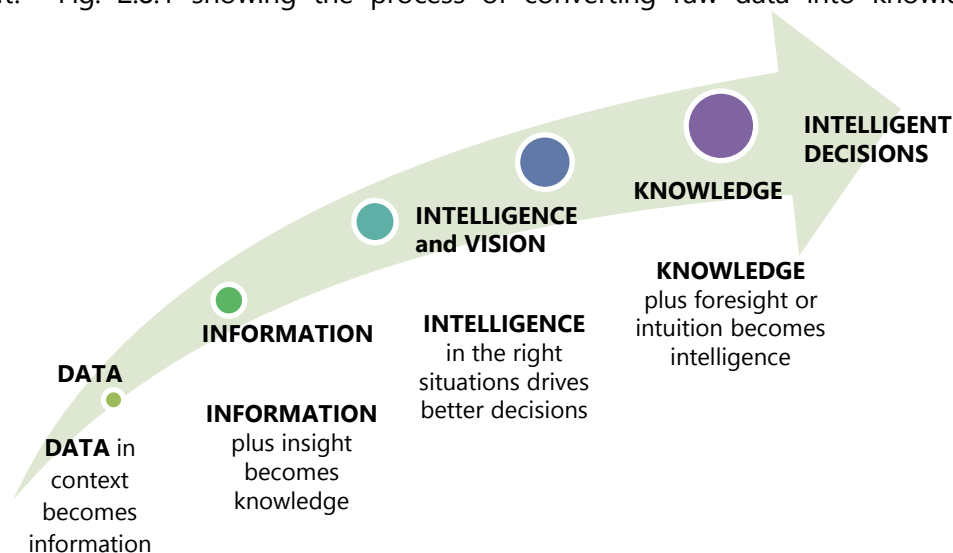 Fig. 2.3.1 showing the process of converting raw data into
INTELLIGENT
DECISIONS
KNOWLEDGE
INTELLIGENCE
and VISION
INFORMATION
DATA
DATA in
context
becomes
information
INFORMATION
plus insight
becomes
knowledge
INTELLIGENCE
in the right
situations drives
better decisions
KNOWLEDGE
plus foresight or
intuition becomes
intelligence